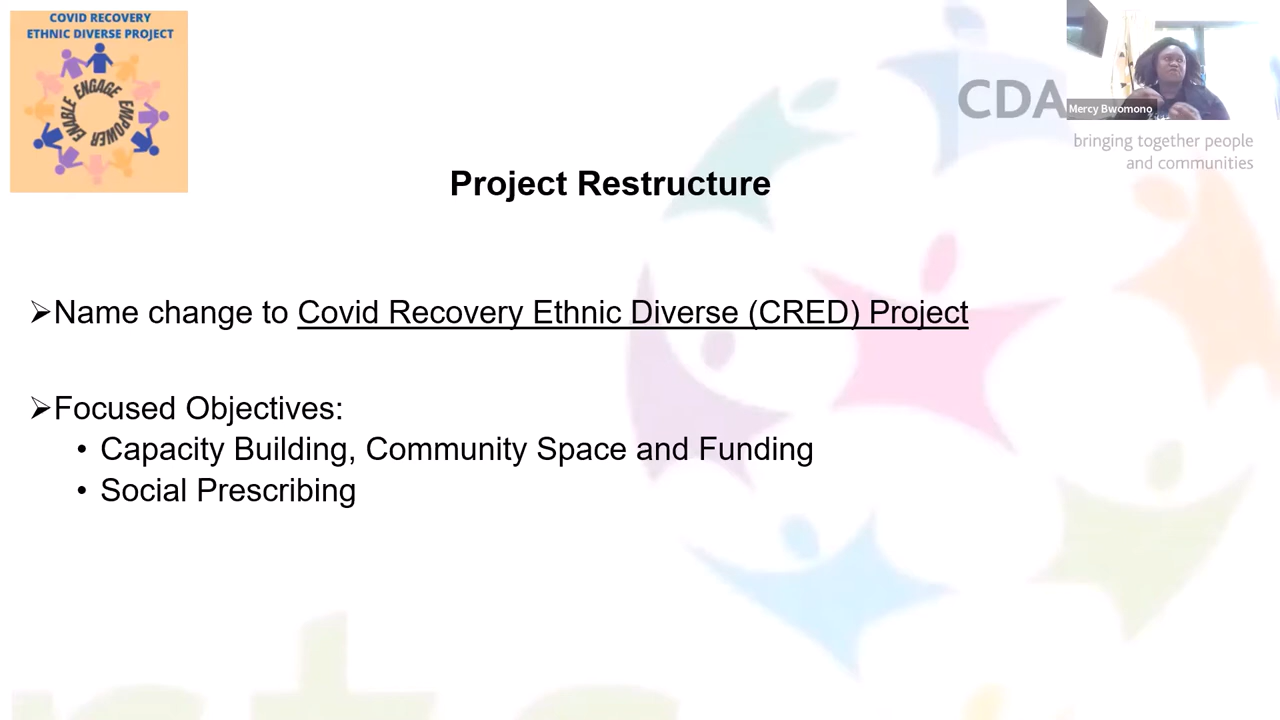 COVID RECOVERY
ETHNIC DIVERSE PROJECT
ENGAGE
EMPOWER
ENABLE
CDA
Mercy Bwomono
bringing together people
and communities
Project Restructure
Name change to Covid Recovery Ethnic Diverse (CRED) Project
Focused Objectives:
• Capacity Building, Community Space and Funding
• Social Prescribing